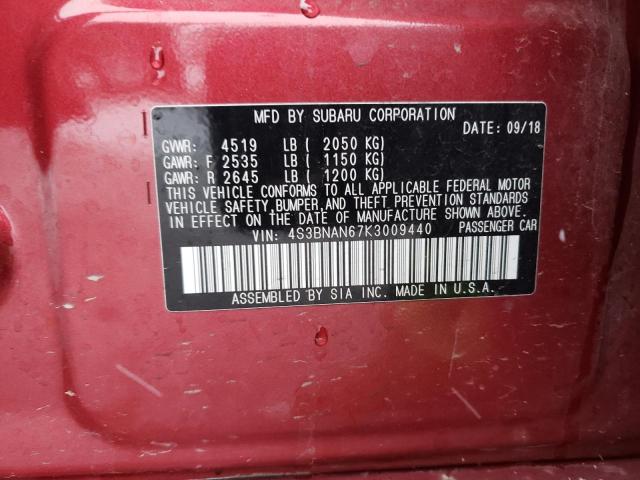 MFD BY SUBARU CORPORATION
DATE: 09/18
GVWR: 4519 LB ( 2050 KG)
GAWR: F 2535 LB ( 1150 KG)
GAWR: R 2645 LB ( 1200 KG)
THIS VEHICLE CONFORMS TO ALL APPLICABLE FEDERAL MOTOR
VEHICLE SAFETY, BUMPER, AND THEFT PREVENTION STANDARDS
IN EFFECT ON THE DATE OF MANUFACTURE SHOWN ABOVE.
VIN: 4S3BNAN67K3009440 PASSENGER CAR
ASSEMBLED BY SIA INC. MADE IN U.S.A.